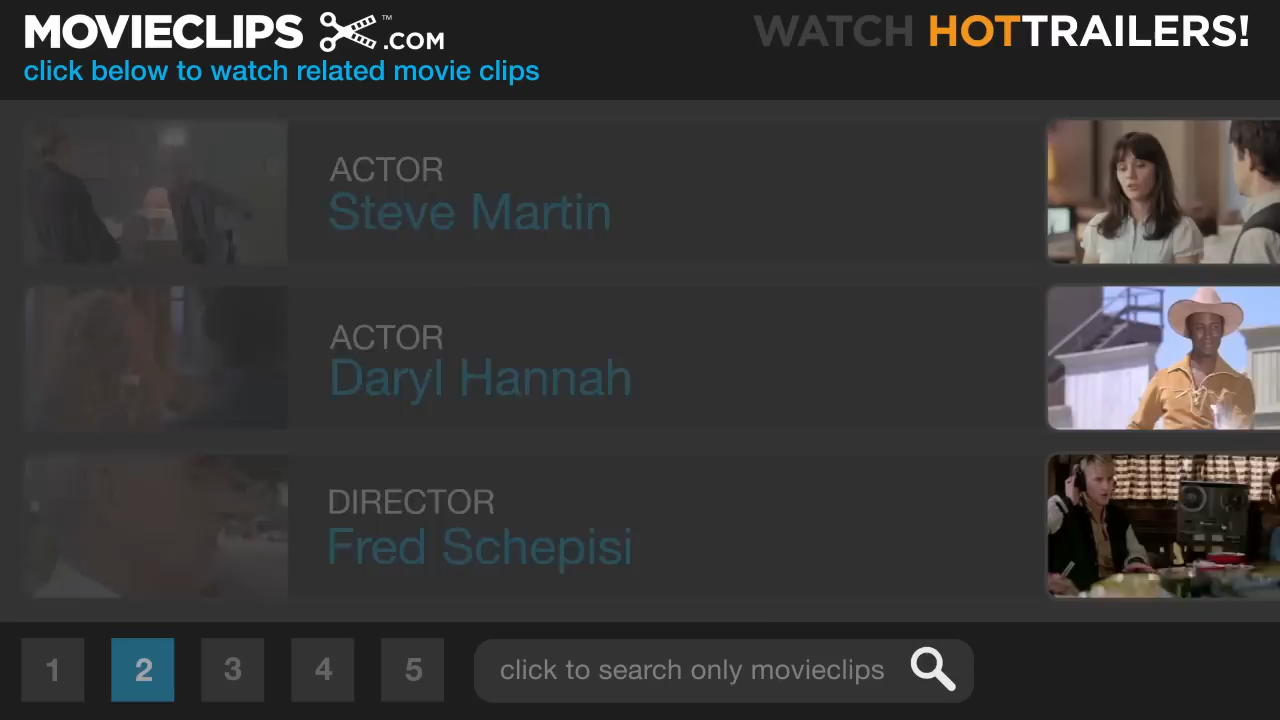 MOVIECLIPS ™ .COM
WATCH HOTTRAILERS!
click below to watch related movie clips
ACTOR
Steve Martin
ACTOR
Daryl Hannah
DIRECTOR
Fred Schepisi
1 2 3 4 5
click to search only movieclips